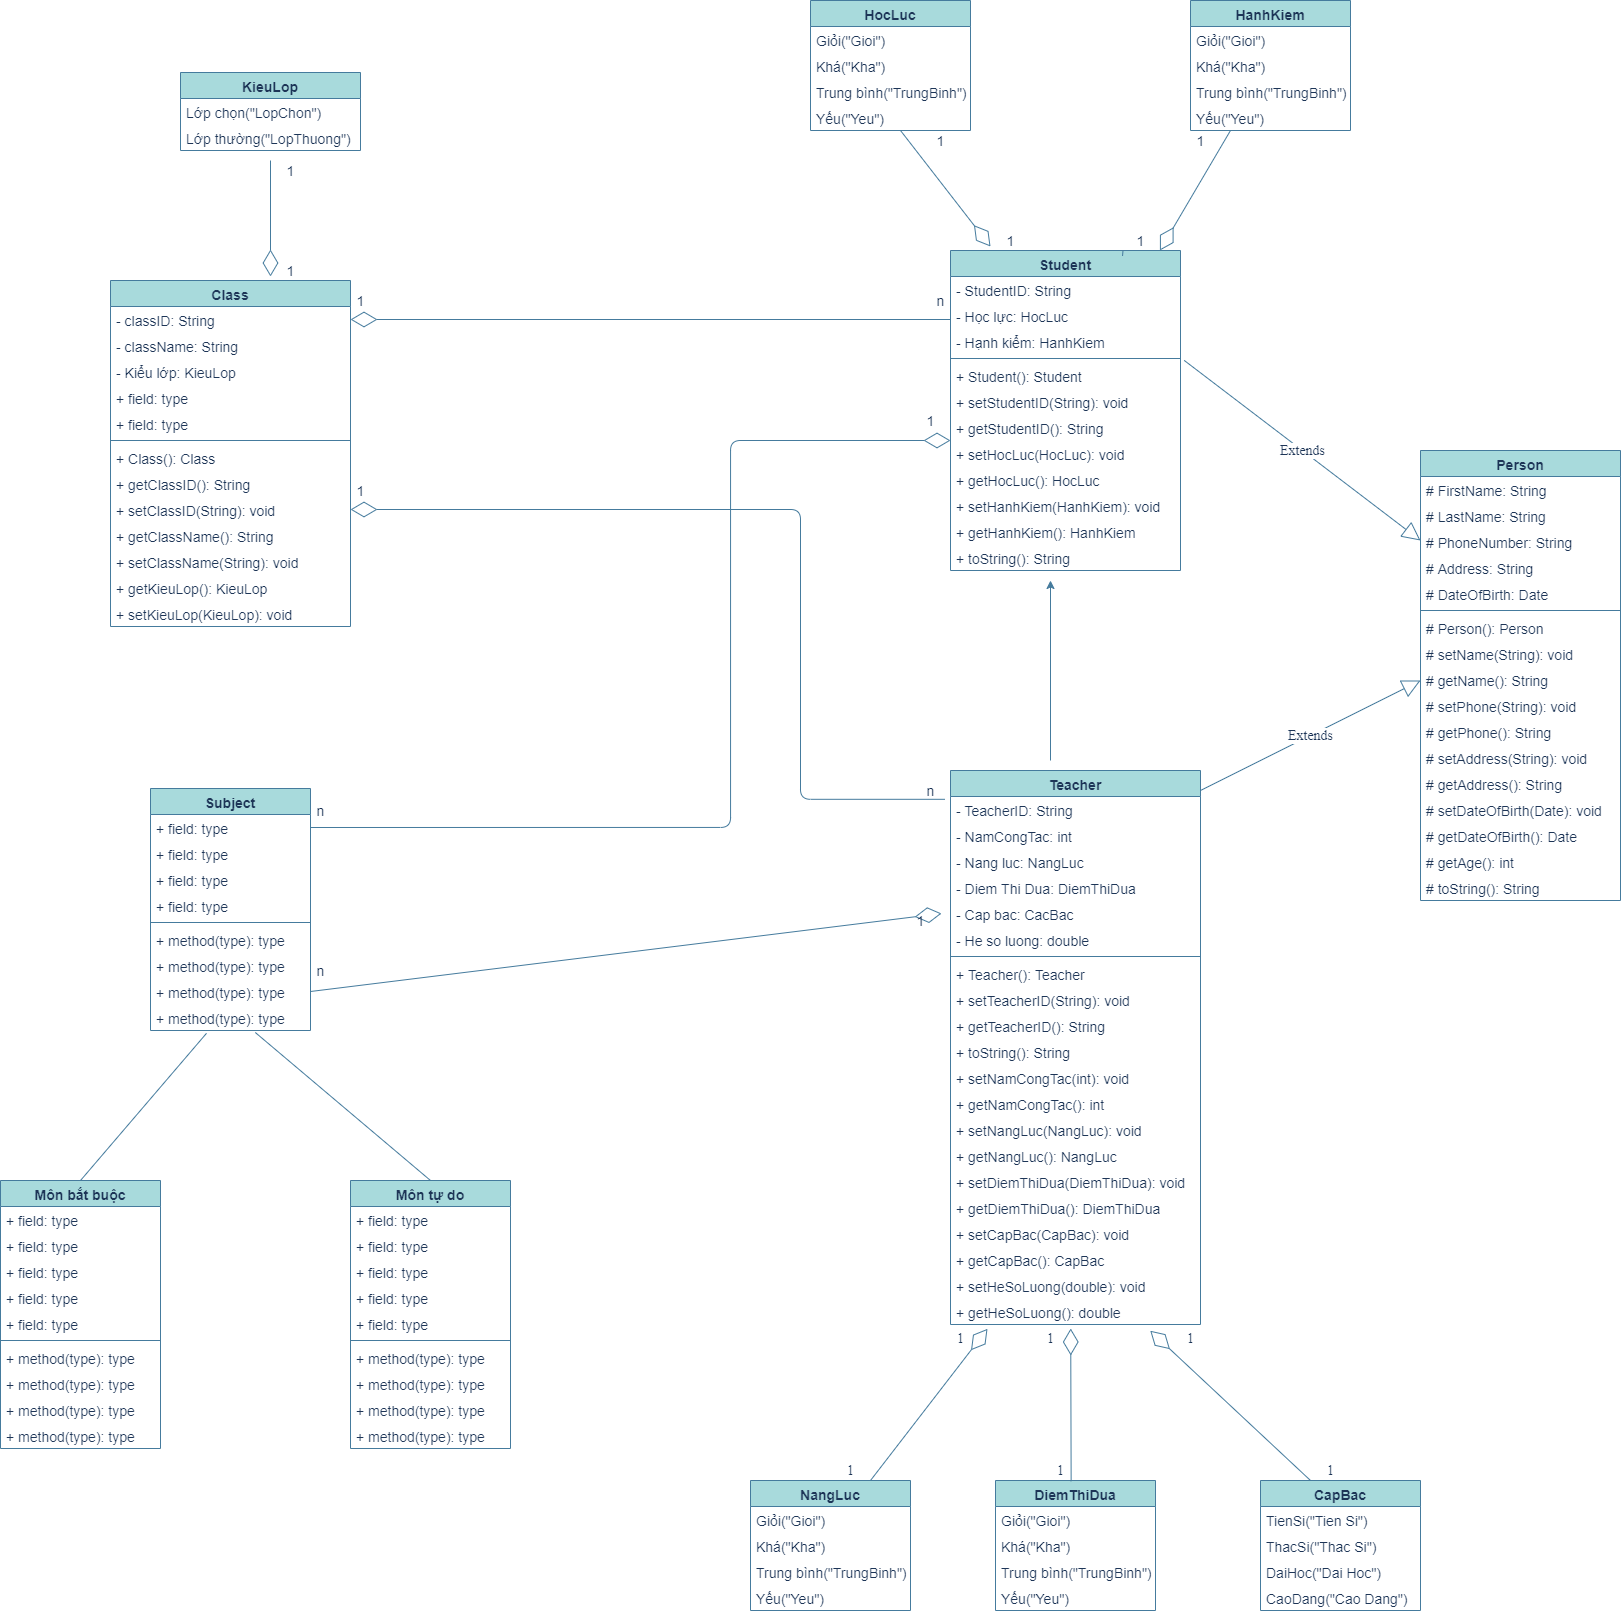 HocLuc
Giỏi("Gioi")
Khá("Kha")
Trung bình("TrungBinh")
Yếu("Yeu")
1
1
HanhKiem
Giỏi("Gioi")
Khá("Kha")
Trung bình("TrungBinh")
Yếu("Yeu")
1
1
KieuLop
Lớp chọn("LopChon")
Lớp thường("LopThuong")
1
1
Class
- classID: String
- className: String
- Kiểu lớp: KieuLop
+ field: type
+ field: type
+ Class(): Class
+ getClassID(): String
+ setClassID(String): void
+ getClassName(): String
+ setClassName(String): void
+ getKieuLop(): KieuLop
+ setKieuLop(KieuLop): void
1
n
1
n
Student
- StudentID: String
- Học lực: HocLuc
- Hạnh kiểm: HanhKiem
+ Student(): Student
+ setStudentID(String): void
+ getStudentID(): String
+ setHocLuc(HocLuc): void
+ getHocLuc(): HocLuc
+ setHanhKiem(HanhKiem): void
+ getHanhKiem(): HanhKiem
+ toString(): String
1
n
Extends
Person
# FirstName: String
# LastName: String
# PhoneNumber: String
# Address: String
# DateOfBirth: Date
# Person(): Person
# setName(String): void
# getName(): String
# setPhone(String): void
# getPhone(): String
# setAddress(String): void
# getAddress(): String
# setDateOfBirth(Date): void
# getDateOfBirth(): Date
# getAge(): int
# toString(): String
Extends
Teacher
- TeacherID: String
- NamCongTac: int
- Nang luc: NangLuc
- Diem Thi Dua: DiemThiDua
- Cap bac: CacBac
- He so luong: double
+ Teacher(): Teacher
+ setTeacherID(String): void
+ getTeacherID(): String
+ toString(): String
+ setNamCongTac(int): void
+ getNamCongTac(): int
+ setNangLuc(NangLuc): void
+ getNangLuc(): NangLuc
+ setDiemThiDua(DiemThiDua): void
+ getDiemThiDua(): DiemThiDua
+ setCapBac(CapBac): void
+ getCapBac(): CapBac
+ setHeSoLuong(double): void
+ getHeSoLuong(): double
1
n
Subject
+ field: type
+ field: type
+ field: type
+ field: type
+ method(type): type
+ method(type): type
+ method(type): type
+ method(type): type
Môn bắt buộc
+ field: type
+ field: type
+ field: type
+ field: type
+ field: type
+ method(type): type
+ method(type): type
+ method(type): type
+ method(type): type
Môn tự do
+ field: type
+ field: type
+ field: type
+ field: type
+ field: type
+ method(type): type
+ method(type): type
+ method(type): type
+ method(type): type
1
1
1
1
1
1
NangLuc
Giỏi("Gioi")
Khá("Kha")
Trung bình("TrungBinh")
Yếu("Yeu")
DiemThiDua
Giỏi("Gioi")
Khá("Kha")
Trung bình("TrungBinh")
Yếu("Yeu")
CapBac
TienSi("Tien Si")
ThacSi("Thac Si")
DaiHoc("Dai Hoc")
CaoDang("Cao Dang")